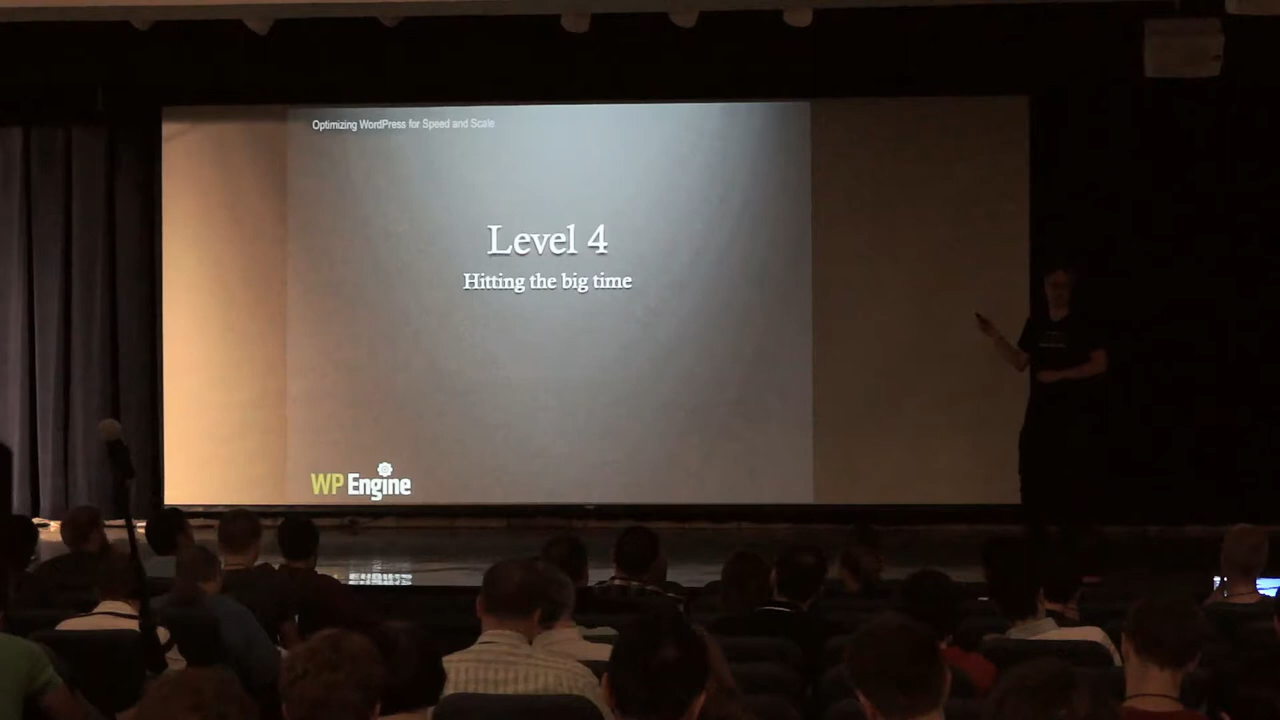 Optimizing WordPress for Speed and Scale
Level 4
Hitting the big time
WP Engine